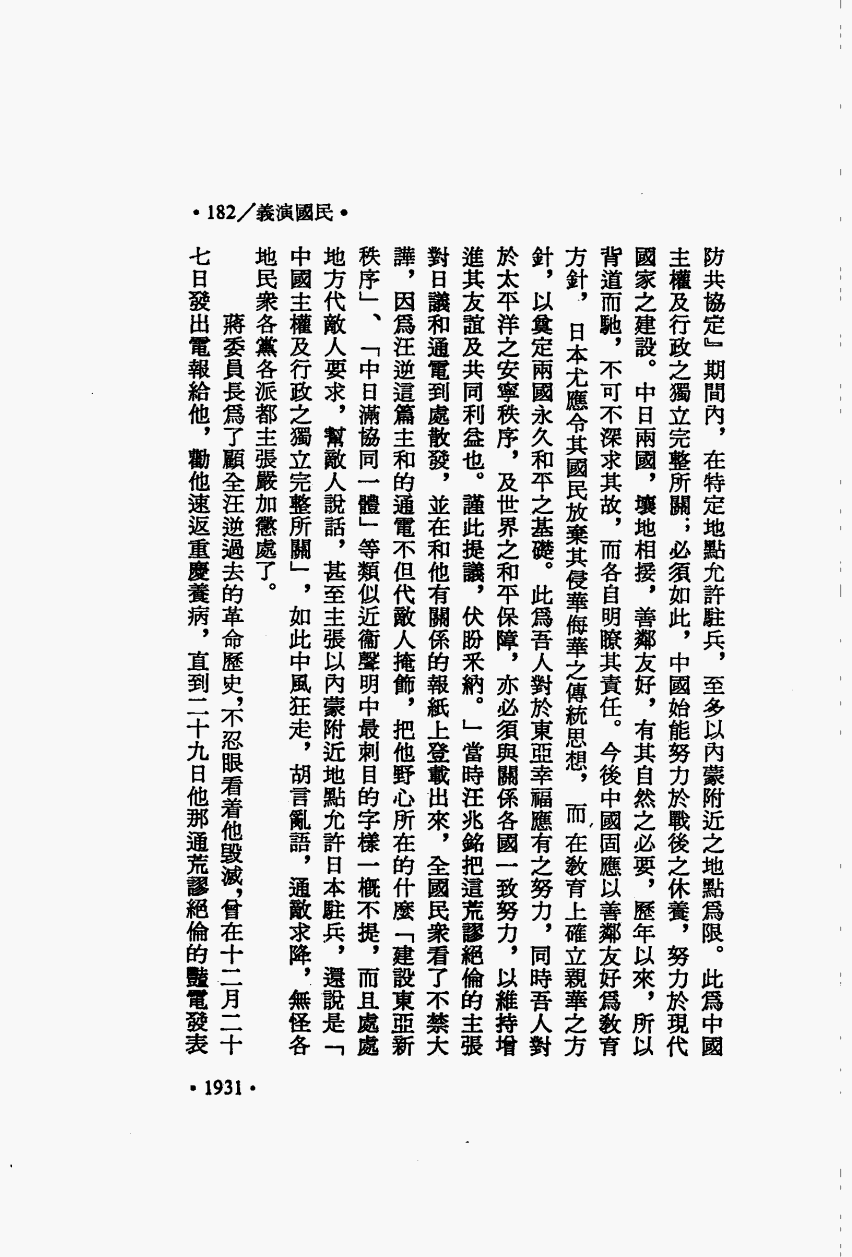 •182／義演國民•
防共協定』期間內，在特定地點允許駐兵，至多以內蒙附近之地點爲限。此爲中國
主權及行政之獨立完整所關；必須如此，中國始能努力於戰後之休養，努力於現代
國家之建設。中日兩國，壤地相接，善鄰友好，有其自然之必要，歷年以來，所以
背道而馳，不可不深求其故，而各自明瞭其責任。今後中國固應以善鄰友好爲教育
方針，日本尤應令其國民放棄其侵華侮華之傳統思想，而在教育上確立親華之方
針，以奠定兩國永久和平之基礎。此爲吾人對於東亞幸福應有之努力，同時吾人對
於太平洋之安寧秩序，及世界之和平保障，亦必須與關係各國一致努力，以維持增
進其友誼及共同利益也。謹此提議，伏盼釆納。」當時汪兆銘把這荒謬絕倫的主張
對日議和通電到處散發，並在和他有關係的報紙上登載出來，全國民衆看了不禁大
譁，因爲汪逆這篇主和的通電不但代敵人掩飾，把他野心所在的什麼「建設東亞新
秩序」、「中日滿協同一體」等類似近衞聲明中最刺目的字樣一概不提，而且處處
地方代敵人要求，幫敵人說話，甚至主張以內蒙附近地點允許日本駐兵，還說是「
中國主權及行政之獨立完整所關」，如此中風狂走，胡言亂語，通敵求降，無怪各
地民衆各黨各派都主張嚴加懲處了。
蔣委員長爲了顧全汪逆過去的革命歷史，不忍眼看着他毀滅，曾在十二月二十
七日發出電報給他，勸他速返重慶養病，直到二十九日他那通荒謬絕倫的豔電發表
•1931•